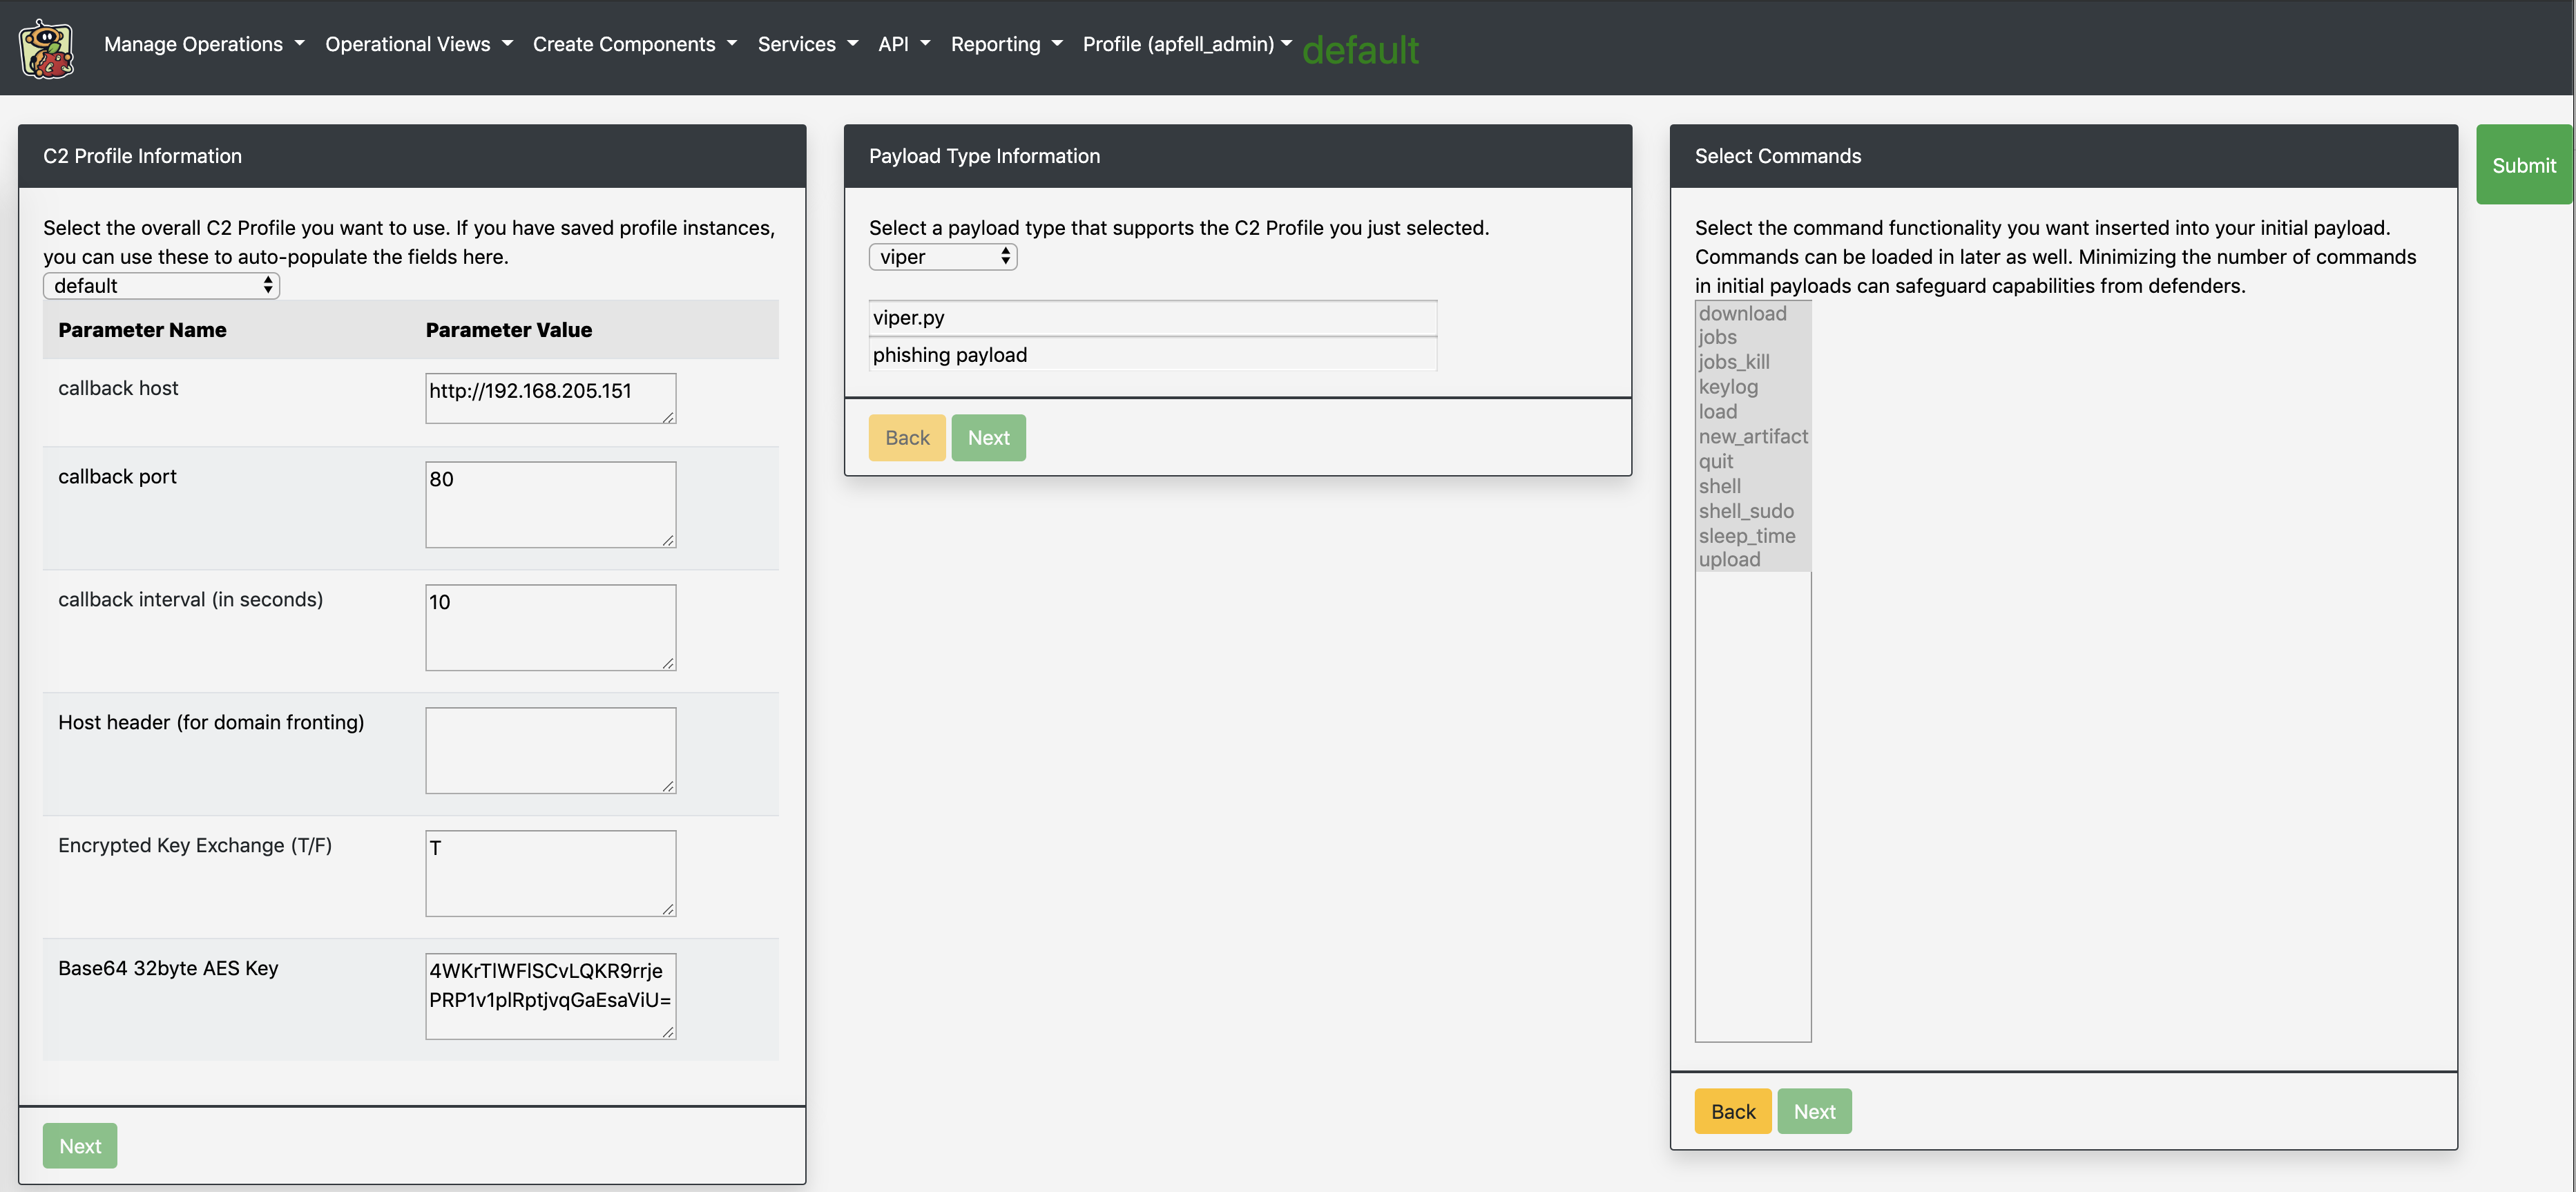 Manage Operations Operational Views Create Components Services API Reporting Profile (apfell_admin) default
C2 Profile Information
Select the overall C2 Profile you want to use. If you have saved profile instances,
you can use these to auto-populate the fields here.
default
Parameter Name Parameter Value
callback host http://192.168.205.151
callback port 80
callback interval (in seconds) 10
Host header (for domain fronting)
Encrypted Key Exchange (T/F) T
Base64 32byte AES Key 4WKrTlWFlSCvLQKR9rrje
PRP1v1plRptjvqGaEsaViU=
Next
Payload Type Information
Select a payload type that supports the C2 Profile you just selected.
viper
viper.py
phishing payload
Back Next
Select Commands
Select the command functionality you want inserted into your initial payload.
Commands can be loaded in later as well. Minimizing the number of commands
in initial payloads can safeguard capabilities from defenders.
download
jobs
jobs_kill
keylog
load
new_artifact
quit
shell
shell_sudo
sleep_time
upload
Back Next
Submit